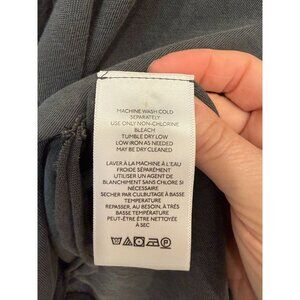 MACHINE WASH COLD
SEPARATELY
USE ONLY NON-CHLORINE
BLEACH
TUMBLE DRY LOW
LOW IRON AS NEEDED
MAY BE DRY CLEANED
LAVER À LA MACHINE À L'EAU
FROIDE SÉPARÉMENT
UTILISER UN AGENT DE
BLANCHIMENT SANS CHLORE SI
NÉCESSAIRE
SECHER PAR CULBUTAGE À BASSE
TEMPÉRATURE
REPASSER, AU BESOIN, À TRÈS
BASSE TEMPÉRATURE
PEUT-ÊTRE ÊTRE NETTOYÉE
À SEC